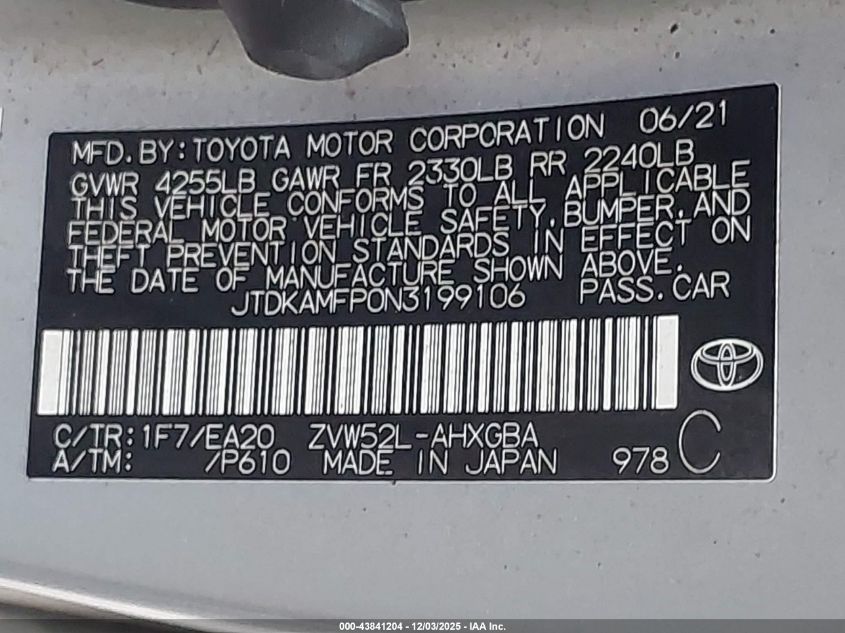 MFD. BY: TOYOTA MOTOR CORPORATION 06/21
GVWR 4255LB GAWR FR 2330LB RR 2240LB
THIS VEHICLE CONFORMS TO ALL APPLICABLE
FEDERAL MOTOR VEHICLE SAFETY, BUMPER, AND
THEFT PREVENTION STANDARDS IN EFFECT ON
THE DATE OF MANUFACTURE SHOWN ABOVE.
JTDKAMFP0N3199106 PASS. CAR
C/TR: 1F7/EA20 ZVW52L-AHXGBA
A/TM: /P610 MADE IN JAPAN 978 C
000-43841204 - 12/03/2025 - IAA Inc.